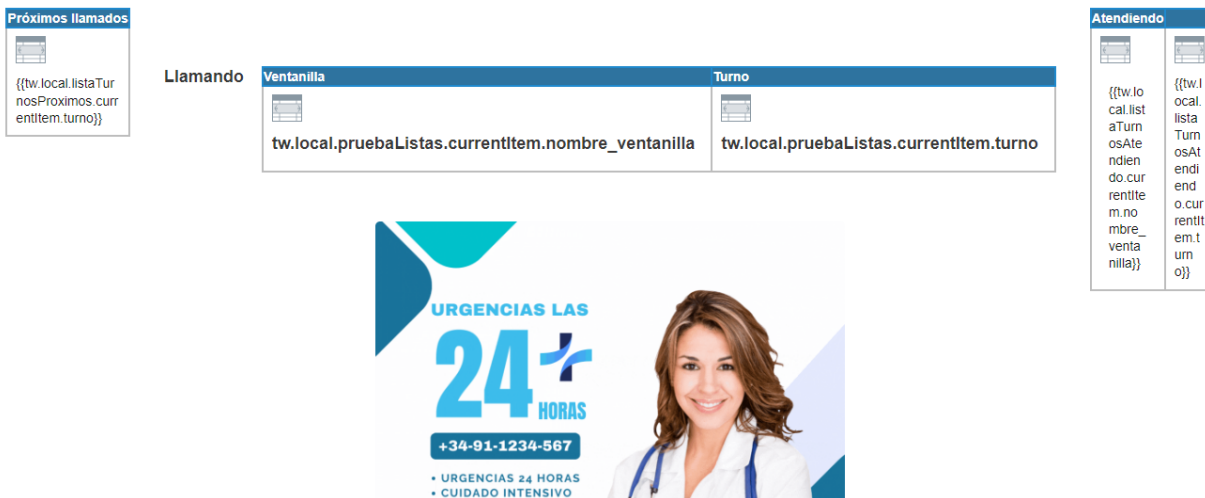 Próximos llamados
{{tw.local.listaTur
nosProximos.curr
entItem.turno}}
Llamando
Ventanilla
Turno
tw.local.pruebaListas.currentItem.nombre_ventanilla
tw.local.pruebaListas.currentItem.turno
Atendiendo
{{tw.lo
cal.list
aTurn
osAte
ndien
do.cur
rentIte
m.no
mbre_
venta
nilla}}
{{tw.l
ocal.
lista
Turn
osAt
endi
end
o.cur
rentIt
em.t
urn
o}}
URGENCIAS LAS
24
HORAS
+34-91-1234-567
• URGENCIAS 24 HORAS
• CUIDADO INTENSIVO